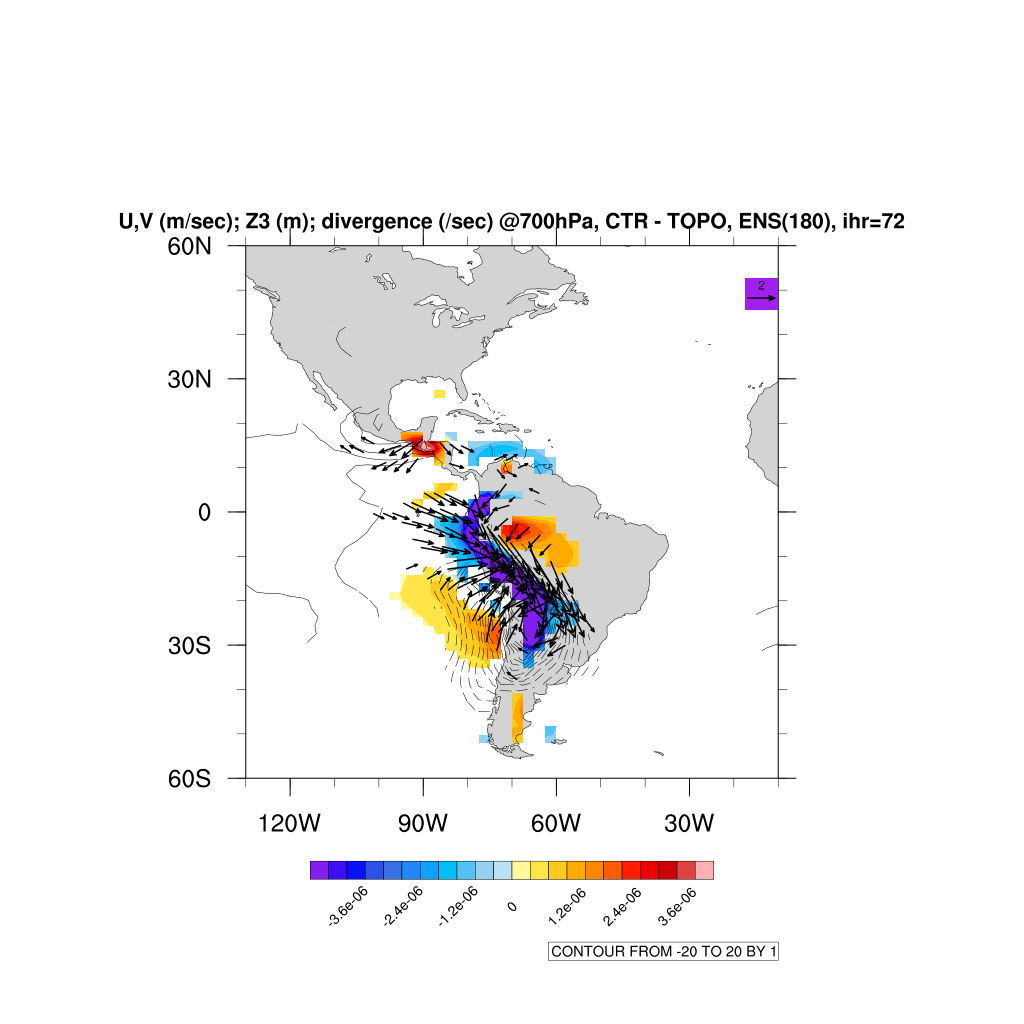 U,V (m/sec); Z3 (m); divergence (/sec) @700hPa, CTR - TOPO, ENS(180), ihr=72
60N
2
30N
0
30S
60S
120W 90W 60W 30W
-3.6e-06 -2.4e-06 -1.2e-06 0 1.2e-06 2.4e-06 3.6e-06
CONTOUR FROM -20 TO 20 BY 1